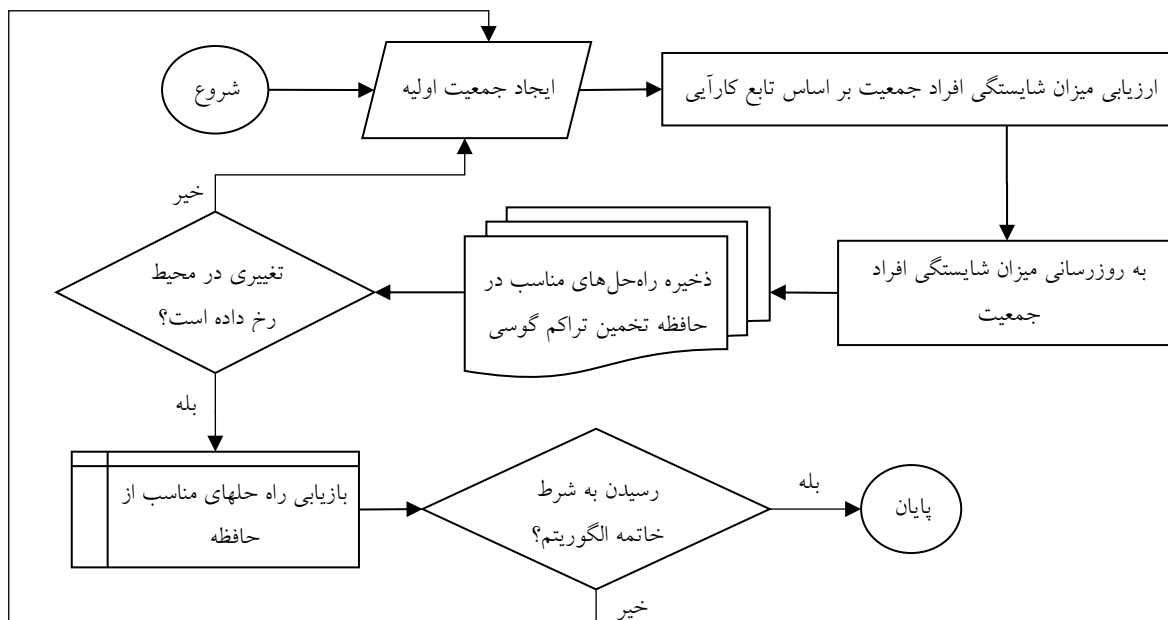 شروع
ایجاد جمعیت اولیه
ارزیابی میزان شایستگی افراد جمعیت بر اساس تابع کارآیی
به روزرسانی میزان شایستگی افراد
جمعیت
ذخیره راه‌حل‌های مناسب در
حافظه تخمین تراکم گوسی
خیر
تغییری در محیط
رخ داده است؟
بله
بازیابی راه حلهای مناسب از
حافظه
رسیدن به شرط
خاتمه الگوریتم؟
بله
پایان
خیر